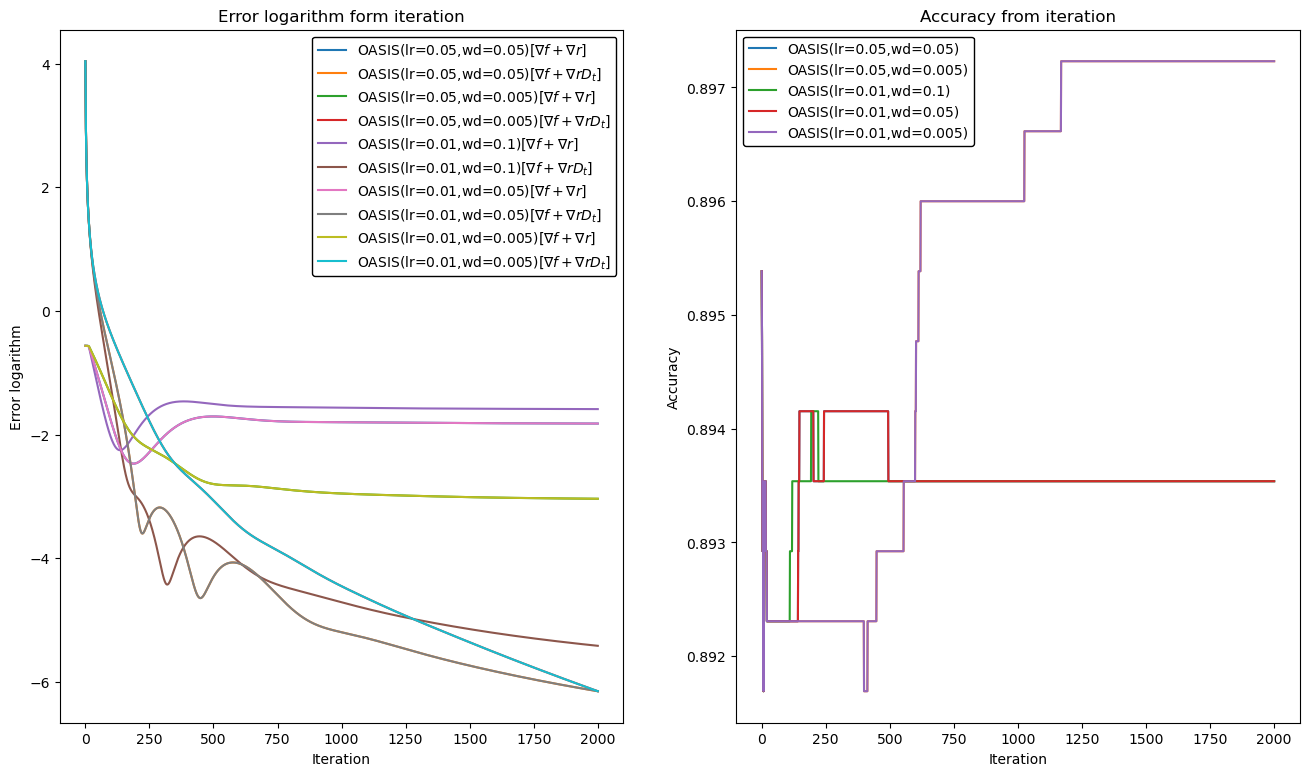 Error logarithm form iteration
OASIS(lr=0.05,wd=0.05)[∇f + ∇r]
OASIS(lr=0.05,wd=0.05)[∇f + ∇rD_t]
OASIS(lr=0.05,wd=0.005)[∇f + ∇r]
OASIS(lr=0.05,wd=0.005)[∇f + ∇rD_t]
OASIS(lr=0.01,wd=0.1)[∇f + ∇r]
OASIS(lr=0.01,wd=0.1)[∇f + ∇rD_t]
OASIS(lr=0.01,wd=0.05)[∇f + ∇r]
OASIS(lr=0.01,wd=0.05)[∇f + ∇rD_t]
OASIS(lr=0.01,wd=0.005)[∇f + ∇r]
OASIS(lr=0.01,wd=0.005)[∇f + ∇rD_t]
Error logarithm
4
2
0
−2
−4
−6
0 250 500 750 1000 1250 1500 1750 2000
Iteration
Accuracy from iteration
OASIS(lr=0.05,wd=0.05)
OASIS(lr=0.05,wd=0.005)
OASIS(lr=0.01,wd=0.1)
OASIS(lr=0.01,wd=0.05)
OASIS(lr=0.01,wd=0.005)
Accuracy
0.897
0.896
0.895
0.894
0.893
0.892
0 250 500 750 1000 1250 1500 1750 2000
Iteration